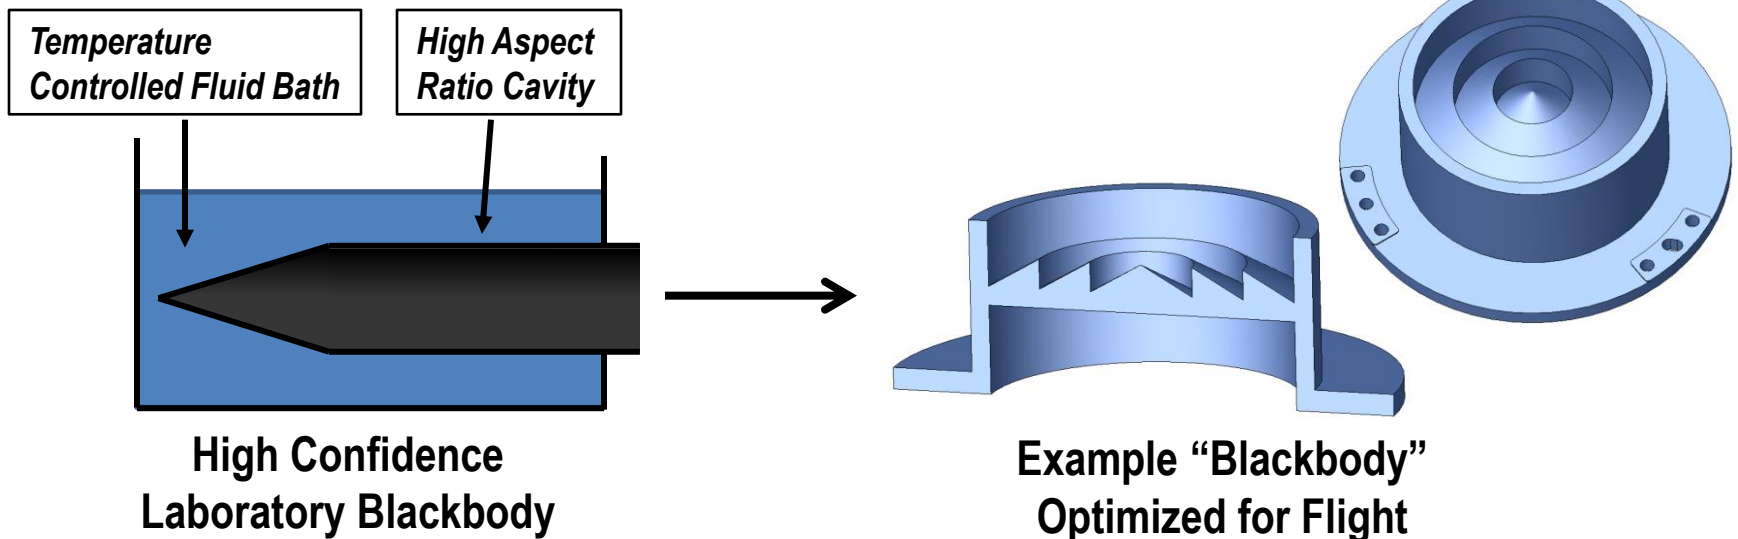 Temperature
Controlled Fluid Bath
High Aspect
Ratio Cavity
High Confidence
Laboratory Blackbody
Example “Blackbody”
Optimized for Flight